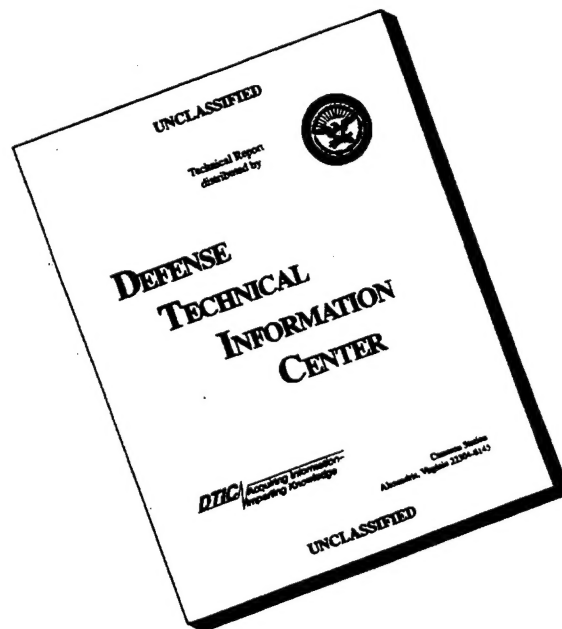 UNCLASSIFIED
Technical Report
distributed by
DEFENSE
TECHNICAL
INFORMATION
CENTER
DTIC
Acquiring Information-
Imparting Knowledge
Cameron Station
Alexandria, Virginia 22304-6145
UNCLASSIFIED